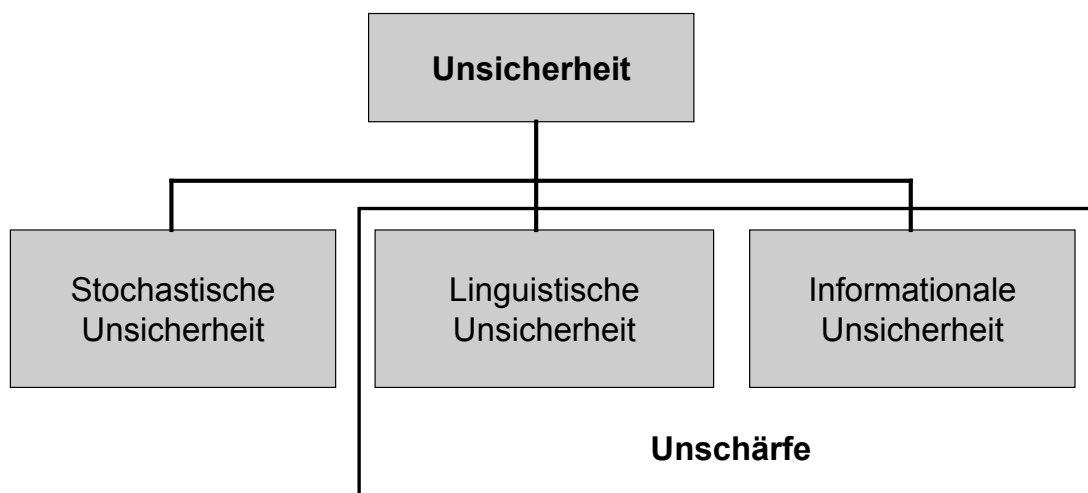 Unsicherheit
Stochastische
Unsicherheit
Linguistische
Unsicherheit
Informationale
Unsicherheit
Unschärfe